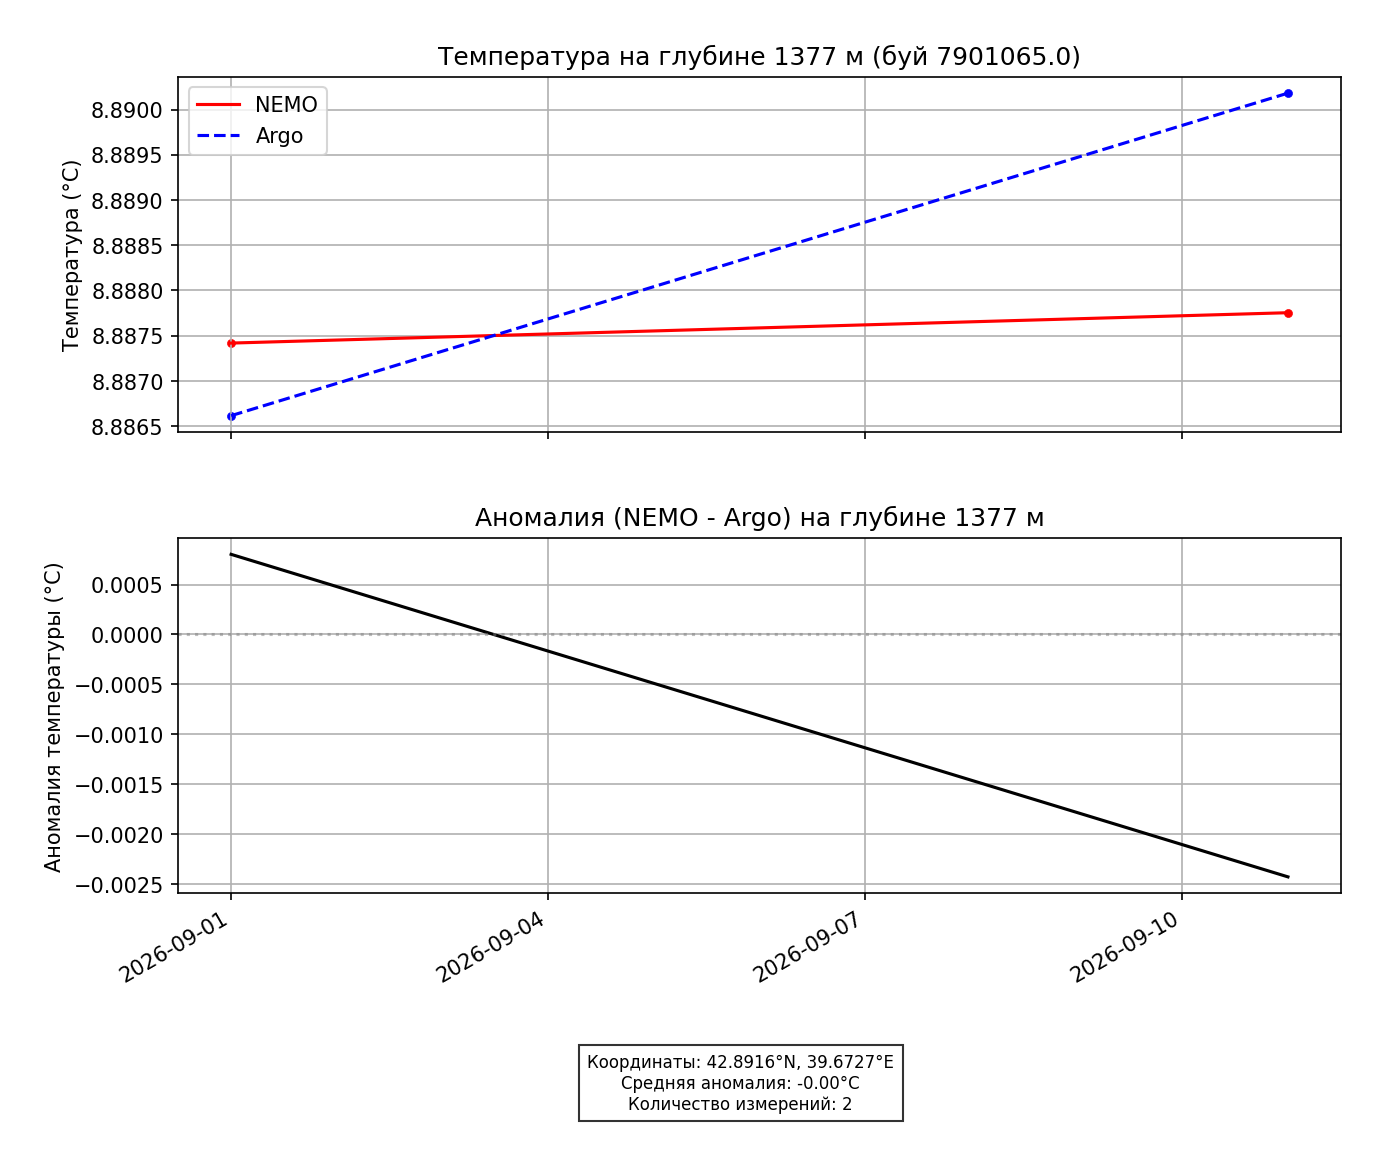 Температура на глубине 1377 м (буй 7901065.0)
NEMO
Argo
Температура (°C)
8.8900
8.8895
8.8890
8.8885
8.8880
8.8875
8.8870
8.8865
Аномалия (NEMO - Argo) на глубине 1377 м
Аномалия температуры (°C)
0.0005
0.0000
−0.0005
−0.0010
−0.0015
−0.0020
−0.0025
2026-09-01
2026-09-04
2026-09-07
2026-09-10
Координаты: 42.8916°N, 39.6727°E
Средняя аномалия: -0.00°C
Количество измерений: 2